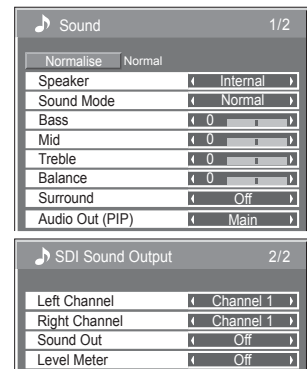 Sound 1/2
Normalise Normal
Speaker Internal
Sound Mode Normal
Bass 0
Mid 0
Treble 0
Balance 0
Surround Off
Audio Out (PIP) Main
SDI Sound Output 2/2
Left Channel Channel 1
Right Channel Channel 1
Sound Out Off
Level Meter Off